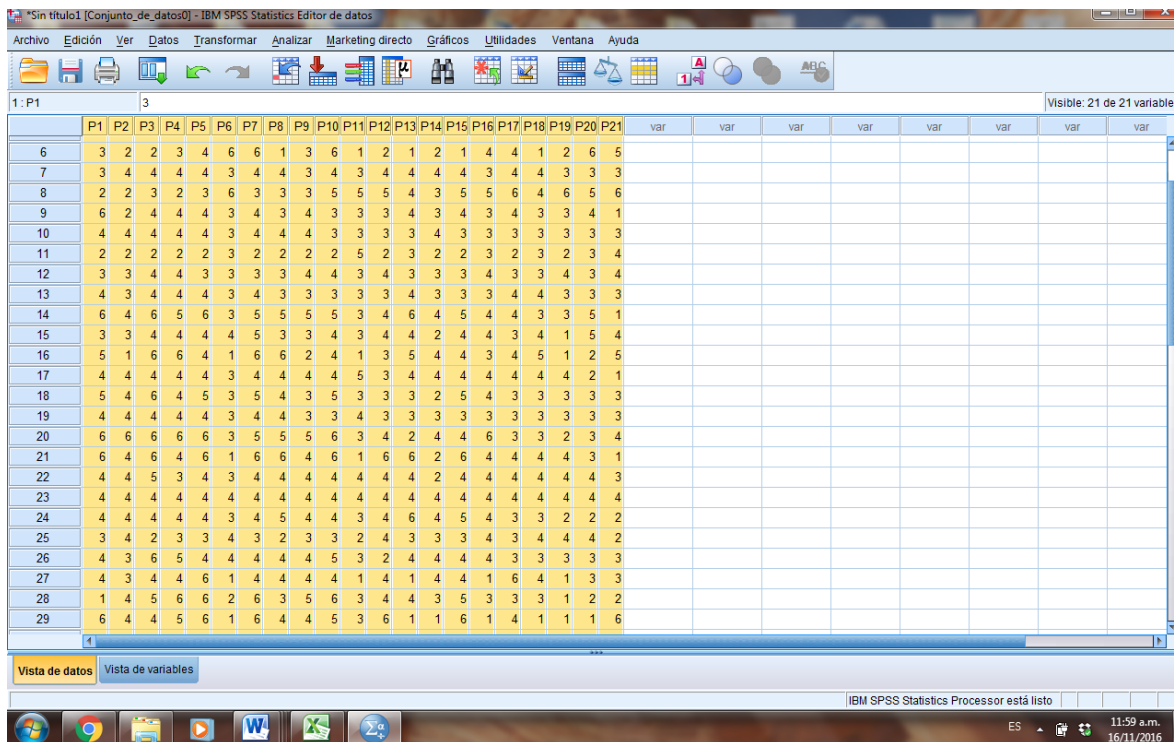 *Sin título1 [Conjunto_de_datos0] - IBM SPSS Statistics Editor de datos
Archivo Edición Ver Datos Transformar Analizar Marketing directo Gráficos Utilidades Ventana Ayuda
1 : P1 3 Visible: 21 de 21 variable
P1 P2 P3 P4 P5 P6 P7 P8 P9 P10 P11 P12 P13 P14 P15 P16 P17 P18 P19 P20 P21 var var var var var var var
6 3 2 2 3 4 6 6 1 3 6 1 2 1 2 1 4 4 1 2 6 5
7 3 4 4 4 4 3 4 4 3 4 3 4 4 4 4 3 4 4 3 3 3
8 2 2 3 2 3 6 3 3 3 5 5 5 4 3 5 5 6 4 6 5 6
9 6 2 4 4 4 3 4 3 4 3 3 3 4 3 4 3 4 3 3 4 1
10 4 4 4 4 4 3 4 4 4 3 3 3 3 4 3 3 3 3 3 3 3
11 2 2 2 2 2 3 2 2 2 2 5 2 3 2 2 3 2 3 2 3 4
12 3 3 4 4 3 3 3 3 4 4 3 4 3 3 3 4 3 3 4 3 4
13 4 3 4 4 4 3 4 3 3 3 3 3 4 3 3 3 4 4 3 3 3
14 6 4 6 5 6 3 5 5 5 5 3 4 6 4 5 4 4 3 3 5 1
15 3 3 4 4 4 4 5 3 3 4 3 4 4 2 4 4 3 4 1 5 4
16 5 1 6 6 4 1 6 6 2 4 1 3 5 4 4 3 4 5 1 2 5
17 4 4 4 4 4 3 4 4 4 4 5 3 4 4 4 4 4 4 4 2 1
18 5 4 6 4 5 3 5 4 3 5 3 3 3 2 5 4 3 3 3 3 3
19 4 4 4 4 4 3 4 4 3 3 4 3 3 3 3 3 3 3 3 3 3
20 6 6 6 6 6 3 5 5 5 6 3 4 2 4 4 6 3 3 2 3 4
21 6 4 6 4 6 1 6 6 4 6 1 6 6 2 6 4 4 4 4 3 1
22 4 4 5 3 4 3 4 4 4 4 4 4 4 2 4 4 4 4 4 4 3
23 4 4 4 4 4 4 4 4 4 4 4 4 4 4 4 4 4 4 4 4 4
24 4 4 4 4 4 3 4 5 4 4 3 4 6 4 5 4 3 3 2 2 2
25 3 4 2 3 3 4 3 2 3 3 2 4 3 3 3 4 3 4 4 4 2
26 4 3 6 5 4 4 4 4 4 5 3 2 4 4 4 4 3 3 3 3 3
27 4 3 4 4 6 1 4 4 4 4 1 4 1 4 4 1 6 4 1 3 3
28 1 4 5 6 6 2 6 3 5 6 3 4 4 3 5 3 3 3 1 2 2
29 6 4 4 5 6 1 6 4 4 5 3 6 1 1 6 1 4 1 1 1 6
Vista de datos Vista de variables
IBM SPSS Statistics Processor está listo
ES 11:59 a.m.
16/11/2016